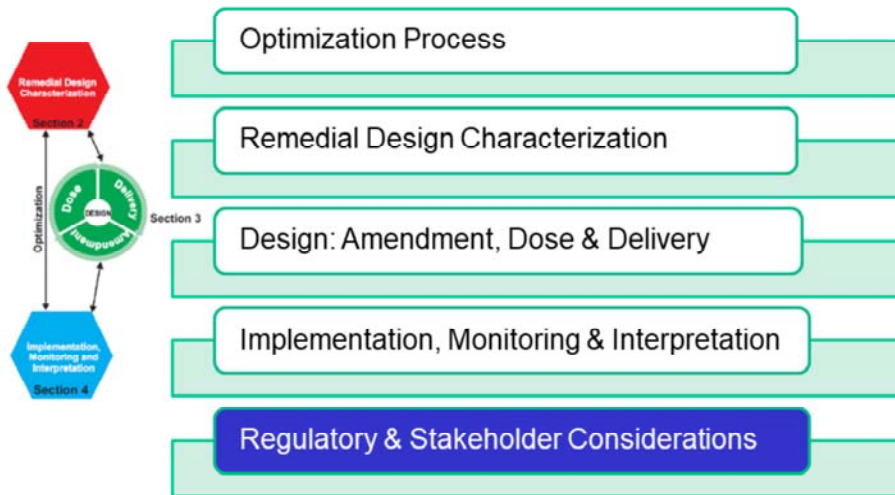 Optimization Process
Remedial Design
Characterization
Section 2
Remedial Design Characterization
Optimization
Dose
Delivery
DESIGN
Amendment
Section 3
Design: Amendment, Dose & Delivery
Implementation, Monitoring & Interpretation
Implementation,
Monitoring and
Interpretation
Section 4
Regulatory & Stakeholder Considerations